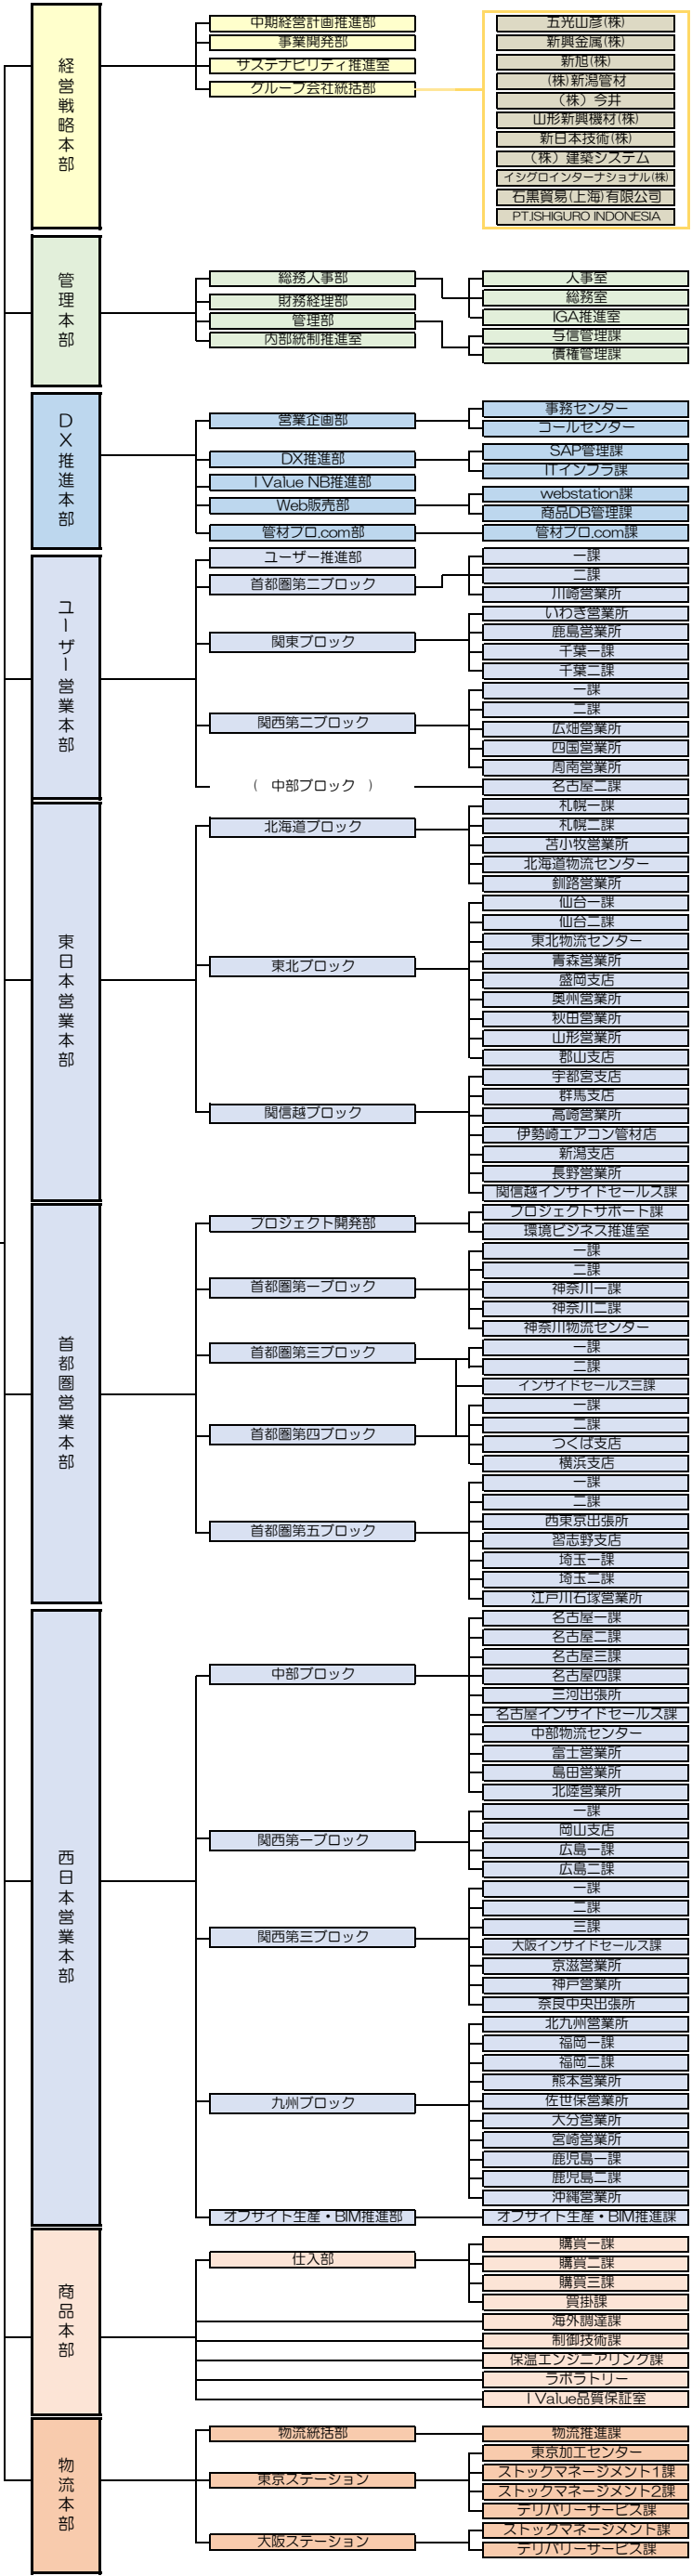 経営戦略本部
中期経営計画推進部
事業開発部
サステナビリティ推進室
グループ会社統括部
五光山彦(株)
新興金属(株)
新旭(株)
(株)新潟管材
（株）今井
山形新興機材(株)
新日本技術(株)
（株）建築システム
イシグロインターナショナル(株)
石黒貿易(上海)有限公司
PT.ISHIGURO INDONESIA
管理本部
総務人事部
人事室
総務室
IGA推進室
財務経理部
管理部
与信管理課
債権管理課
内部統制推進室
DX推進本部
営業企画部
事務センター
コールセンター
DX推進部
SAP管理課
ITインフラ課
I Value NB推進部
Web販売部
webstation課
商品DB管理課
管材プロ.com部
管材プロ.com課
ユーザー営業本部
ユーザー推進部
首都圏第二ブロック
一課
二課
川崎営業所
関東ブロック
いわき営業所
鹿島営業所
千葉一課
千葉二課
関西第二ブロック
一課
二課
広畑営業所
四国営業所
周南営業所
（　中部ブロック　）
名古屋二課
東日本営業本部
北海道ブロック
札幌一課
札幌二課
苫小牧営業所
北海道物流センター
釧路営業所
東北ブロック
仙台一課
仙台二課
東北物流センター
青森営業所
盛岡支店
奥州営業所
秋田営業所
山形営業所
郡山支店
関信越ブロック
宇都宮支店
群馬支店
高崎営業所
伊勢崎エアコン管材店
新潟支店
長野営業所
関信越インサイドセールス課
首都圏営業本部
プロジェクト開発部
プロジェクトサポート課
環境ビジネス推進室
首都圏第一ブロック
一課
二課
神奈川一課
神奈川二課
神奈川物流センター
首都圏第三ブロック
一課
二課
インサイドセールス三課
首都圏第四ブロック
一課
二課
つくば支店
横浜支店
首都圏第五ブロック
一課
二課
西東京出張所
習志野支店
埼玉一課
埼玉二課
江戸川石塚営業所
西日本営業本部
中部ブロック
名古屋一課
名古屋二課
名古屋三課
名古屋四課
三河出張所
名古屋インサイドセールス課
中部物流センター
富士営業所
島田営業所
北陸営業所
関西第一ブロック
一課
岡山支店
広島一課
広島二課
関西第三ブロック
一課
二課
三課
大阪インサイドセールス課
京滋営業所
神戸営業所
奈良中央出張所
九州ブロック
北九州営業所
福岡一課
福岡二課
熊本営業所
佐世保営業所
大分営業所
宮崎営業所
鹿児島一課
鹿児島二課
沖縄営業所
オフサイト生産・BIM推進部
オフサイト生産・BIM推進課
商品本部
仕入部
購買一課
購買二課
購買三課
買掛課
海外調達課
制御技術課
保温エンジニアリング課
ラボラトリー
I Value品質保証室
物流本部
物流統括部
物流推進課
東京ステーション
東京加工センター
ストックマネージメント1課
ストックマネージメント2課
デリバリーサービス課
大阪ステーション
ストックマネージメント課
デリバリーサービス課